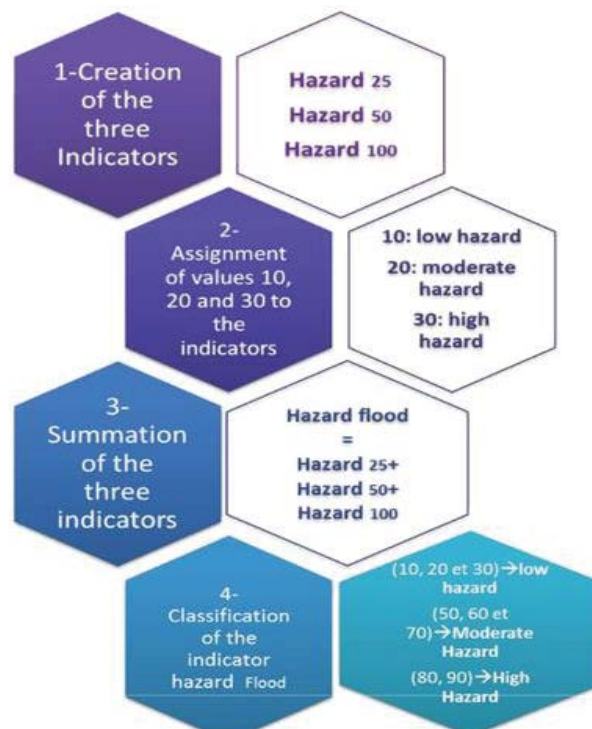 1-Creation
of the
three
Indicators
Hazard 25
Hazard 50
Hazard 100
2-
Assignment
of values 10,
20 and 30 to
the
indicators
10: low hazard
20: moderate
hazard
30: high
hazard
3-
Summation
of the
three
indicators
Hazard flood
=
Hazard 25+
Hazard 50+
Hazard 100
4-
Classification
of the
indicator
hazard Flood
(10, 20 et 30)→low
hazard
(50, 60 et
70)→Moderate
Hazard
(80, 90)→High
Hazard